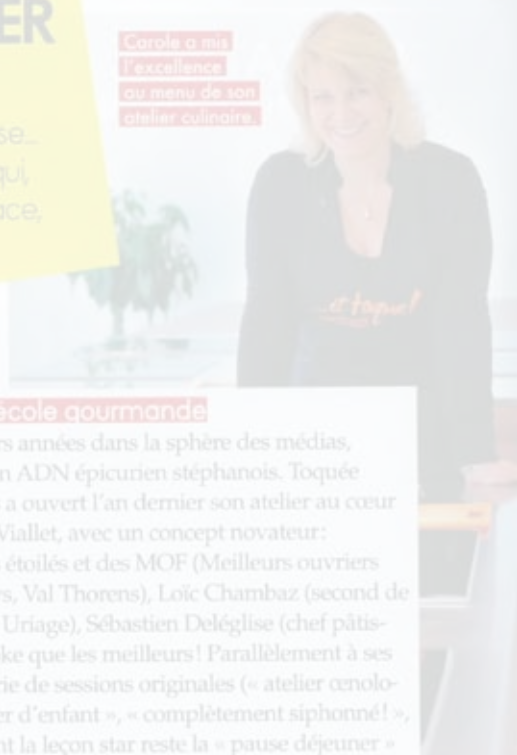 ER
Carole a mis
l'excellence
au menu de son
atelier culinaire.
se...
qui,
ace,
...et toque!
école gourmande
rs années dans la sphère des médias,
n ADN épicurien stéphanois. Toquée
s a ouvert l'an dernier son atelier au cœur
Viallet, avec un concept novateur:
s étoilés et des MOF (Meilleurs ouvriers
rs, Val Thorens), Loïc Chambaz (second de
Uriage), Sébastien Deléglise (chef pâtis-
ke que les meilleurs! Parallèlement à ses
rie de sessions originales (« atelier œnolo-
er d'enfant », « complètement siphonné! »,
nt la leçon star reste la « pause déjeuner »